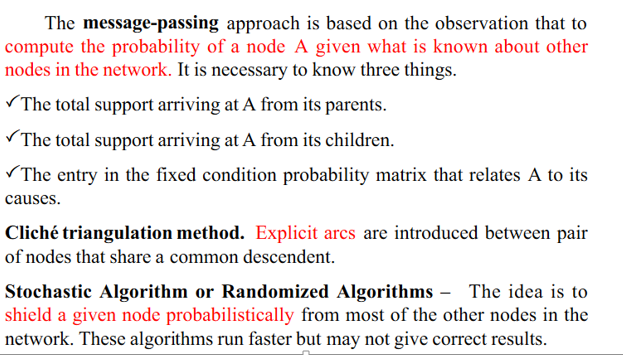 The message-passing approach is based on the observation that to
compute the probability of a node A given what is known about other
nodes in the network. It is necessary to know three things.
✓The total support arriving at A from its parents.
✓The total support arriving at A from its children.
✓The entry in the fixed condition probability matrix that relates A to its
causes.
Cliché triangulation method. Explicit arcs are introduced between pair
of nodes that share a common descendent.
Stochastic Algorithm or Randomized Algorithms – The idea is to
shield a given node probabilistically from most of the other nodes in the
network. These algorithms run faster but may not give correct results.